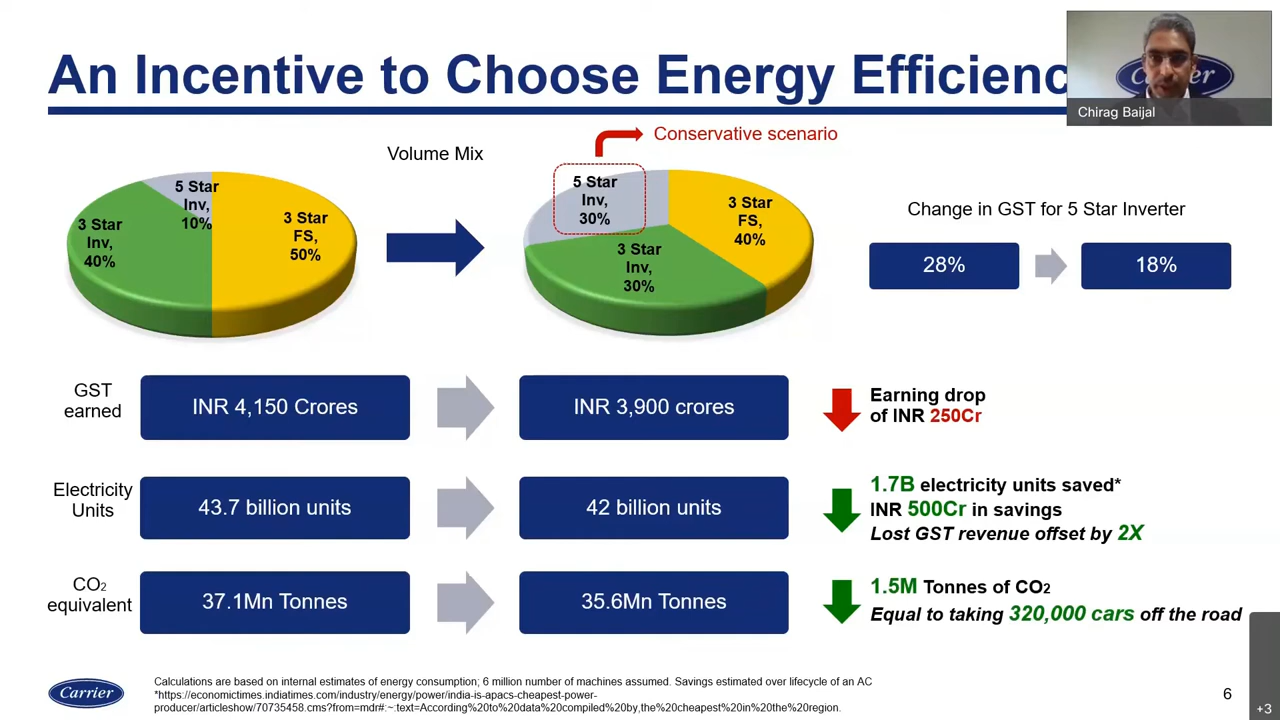 An Incentive to Choose Energy Efficienc
Carrier
Chirag Baijal
Conservative scenario
Volume Mix
5 Star
Inv,
10%
3 Star
Inv,
40%
3 Star
FS,
50%
5 Star
Inv,
30%
3 Star
FS,
40%
3 Star
Inv,
30%
Change in GST for 5 Star Inverter
28%
18%
GST
earned
INR 4,150 Crores
INR 3,900 crores
Earning drop
of INR 250Cr
Electricity
Units
43.7 billion units
42 billion units
1.7B electricity units saved*
INR 500Cr in savings
Lost GST revenue offset by 2X
CO2
equivalent
37.1Mn Tonnes
35.6Mn Tonnes
1.5M Tonnes of CO2
Equal to taking 320,000 cars off the road
Carrier
Calculations are based on internal estimates of energy consumption; 6 million number of machines assumed. Savings estimated over lifecycle of an AC
*https://economictimes.indiatimes.com/industry/energy/power/india-is-apacs-cheapest-power-
producer/articleshow/70735458.cms?from=mdr#:~:text=According%20to%20data%20compiled%20by,the%20cheapest%20in%20the%20region.
6
+3